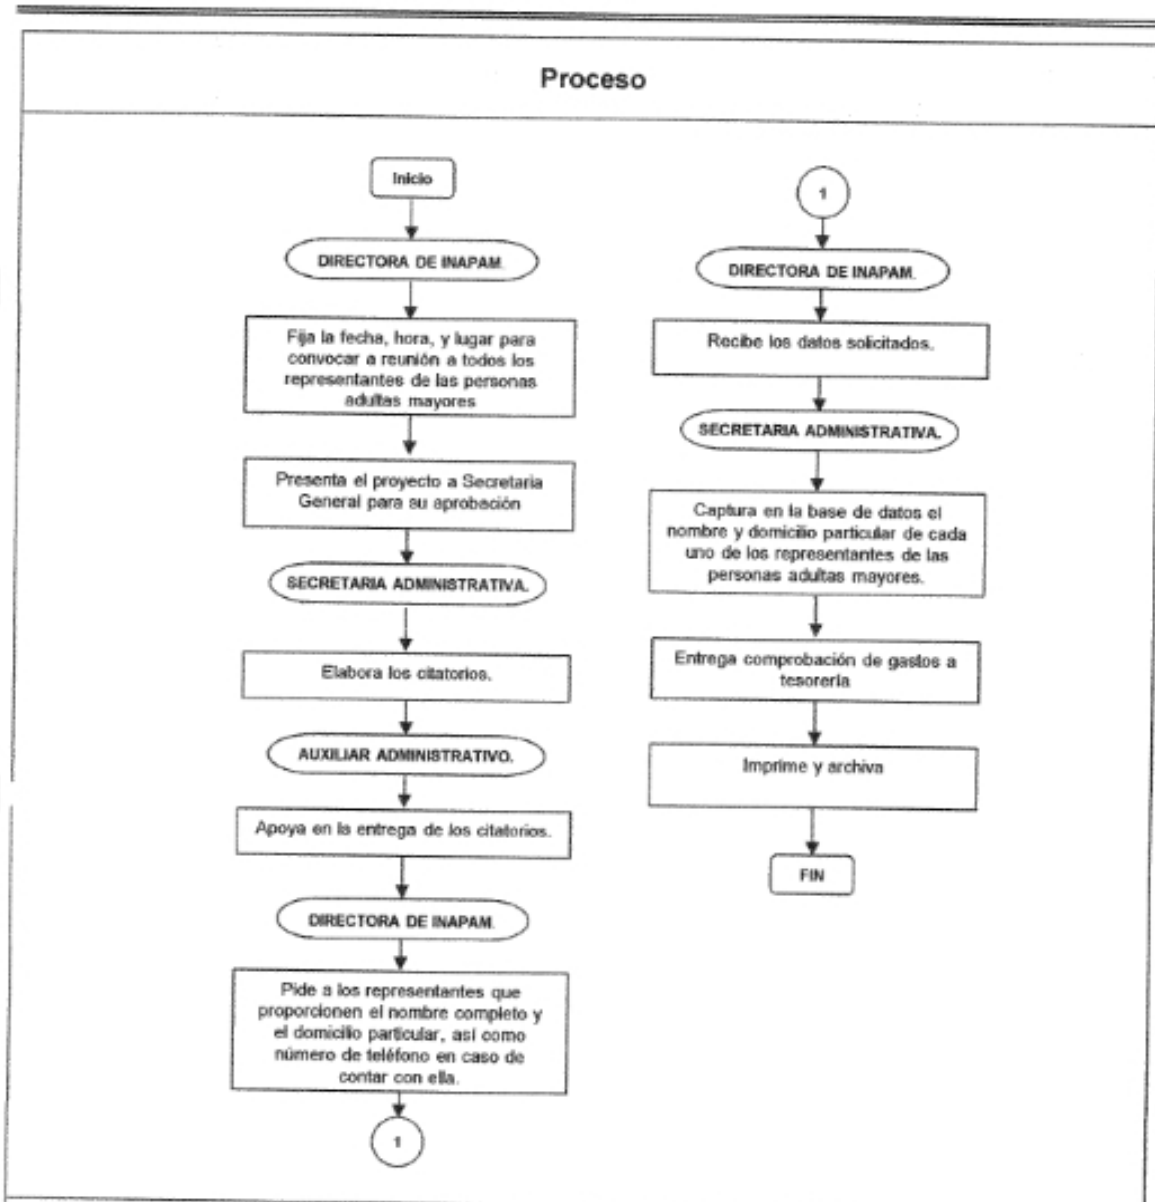 Proceso
Inicio
DIRECTORA DE INAPAM.
Fija la fecha, hora, y lugar para
convocar a reunión a todos los
representantes de las personas
adultas mayores
Presenta el proyecto a Secretaria
General para su aprobación
SECRETARIA ADMINISTRATIVA.
Elabora los citatorios.
AUXILIAR ADMINISTRATIVO.
Apoya en la entrega de los citatorios.
DIRECTORA DE INAPAM.
Pide a los representantes que
proporcionen el nombre completo y
el domicilio particular, así como
número de teléfono en caso de
contar con ella.
1
1
DIRECTORA DE INAPAM.
Recibe los datos solicitados.
SECRETARIA ADMINISTRATIVA.
Captura en la base de datos el
nombre y domicilio particular de cada
uno de los representantes de las
personas adultas mayores.
Entrega comprobación de gastos a
tesorería
Imprime y archiva
FIN